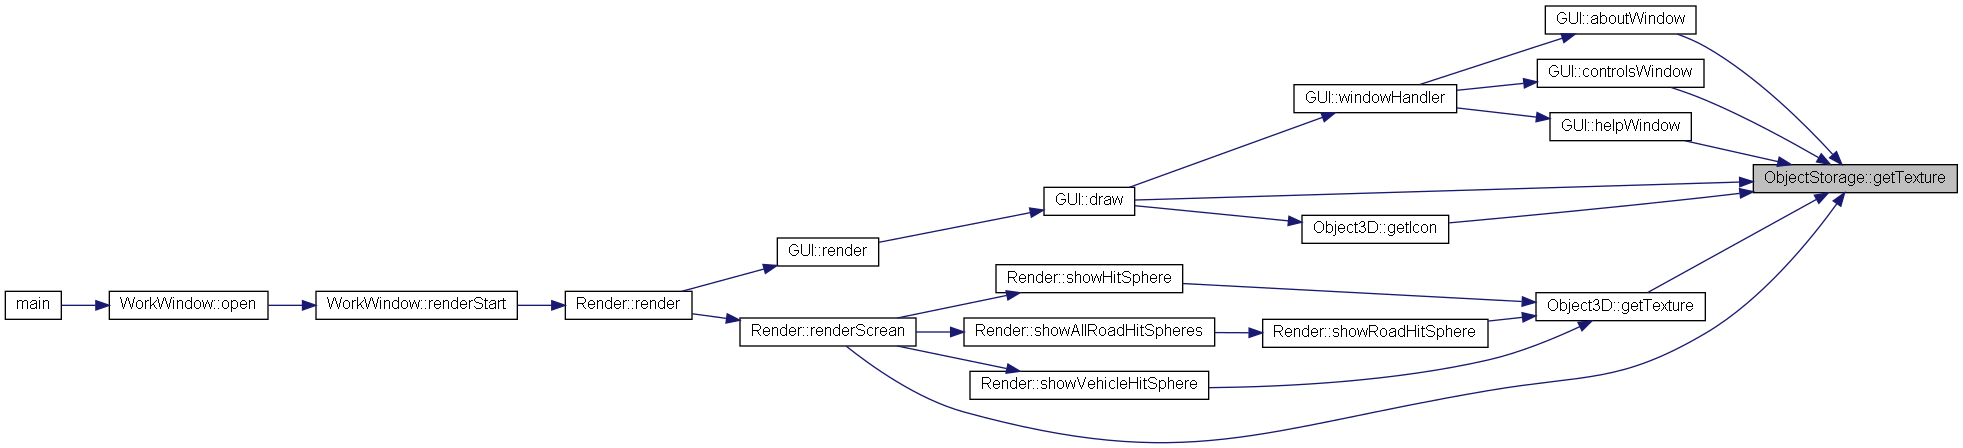 GUI::aboutWindow
GUI::controlsWindow
GUI::windowHandler
GUI::helpWindow
ObjectStorage::getTexture
GUI::draw
Object3D::getIcon
GUI::render
Render::showHitSphere
main
WorkWindow::open
WorkWindow::renderStart
Render::render
Object3D::getTexture
Render::renderScrean
Render::showAllRoadHitSpheres
Render::showRoadHitSphere
Render::showVehicleHitSphere